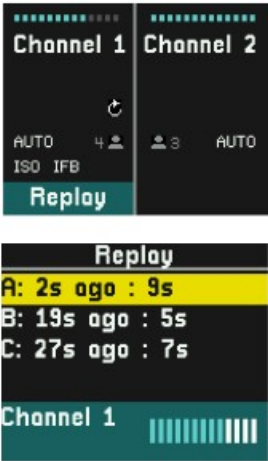 Channel 1 Channel 2
AUTO 4 3 AUTO
ISO IFB
Replay
Replay
A: 2s ago : 9s
B: 19s ago : 5s
C: 27s ago : 7s
Channel 1